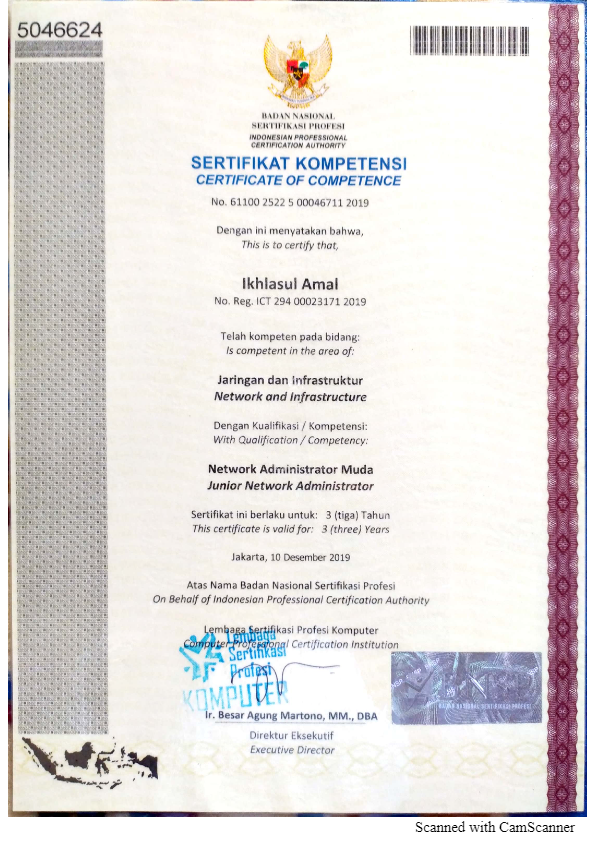 5046624
BADAN NASIONAL
SERTIFIKASI PROFESI
INDONESIAN PROFESSIONAL
CERTIFICATION AUTHORITY
SERTIFIKAT KOMPETENSI
CERTIFICATE OF COMPETENCE
No. 61100 2522 5 00046711 2019
Dengan ini menyatakan bahwa,
This is to certify that,
Ikhlasul Amal
No. Reg. ICT 294 00023171 2019
Telah kompeten pada bidang:
Is competent in the area of:
Jaringan dan Infrastruktur
Network and Infrastructure
Dengan Kualifikasi / Kompetensi:
With Qualification / Competency:
Network Administrator Muda
Junior Network Administrator
Sertifikat ini berlaku untuk: 3 (tiga) Tahun
This certificate is valid for: 3 (three) Years
Jakarta, 10 Desember 2019
Atas Nama Badan Nasional Sertifikasi Profesi
On Behalf of Indonesian Professional Certification Authority
Lembaga Sertifikasi Profesi Komputer
Computer Professional Certification Institution
Lembaga
Sertifikasi
Profesi
KOMPUTER
BADAN NASIONAL SERTIFIKASI PROFESI
Ir. Besar Agung Martono, MM., DBA
Direktur Eksekutif
Executive Director
Scanned with CamScanner